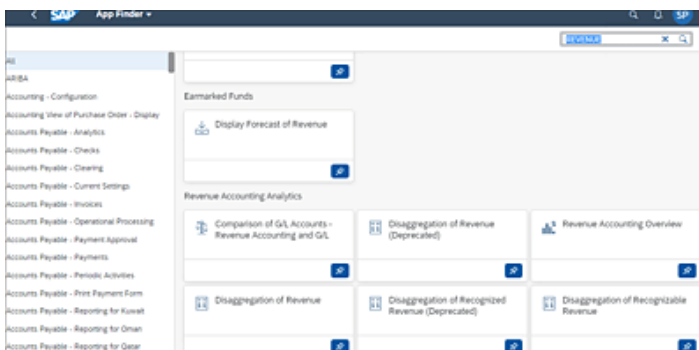 SAP App Finder
SP
REVENUE
All
ARIBA
Accounting - Configuration
Accounting View of Purchase Order - Display
Accounts Payable - Analytics
Accounts Payable - Checks
Accounts Payable - Clearing
Accounts Payable - Current Settings
Accounts Payable - Invoices
Accounts Payable - Operational Processing
Accounts Payable - Payment Approval
Accounts Payable - Payments
Accounts Payable - Periodic Activities
Accounts Payable - Print Payment Form
Accounts Payable - Reporting for Kuwait
Accounts Payable - Reporting for Oman
Accounts Payable - Reporting for Qatar
Earmarked Funds
Display Forecast of Revenue
Revenue Accounting Analytics
Comparison of G/L Accounts -
Revenue Accounting and G/L
Disaggregation of Revenue
(Deprecated)
Revenue Accounting Overview
Disaggregation of Revenue
Disaggregation of Recognized
Revenue (Deprecated)
Disaggregation of Recognizable
Revenue